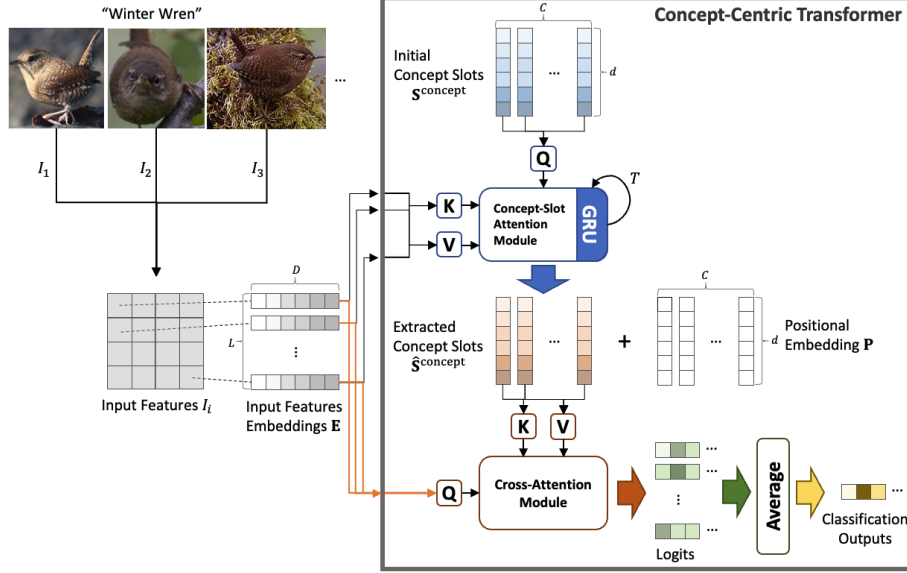 "Winter Wren"
...
I₁
I₂
I₃
Concept-Centric Transformer
C
Initial
Concept Slots
𝐒ᶜᵒⁿᶜᵉᵖᵗ
...
d
Q
K
V
Concept-Slot
Attention
Module
GRU
T
D
L
...
Input Features Iᵢ
Input Features
Embeddings 𝐄
Extracted
Concept Slots
𝐒̂ᶜᵒⁿᶜᵉᵖᵗ
...
+
C
...
d
Positional
Embedding 𝐏
K
V
Q
Cross-Attention
Module
...
...
...
...
Logits
Average
...
Classification
Outputs